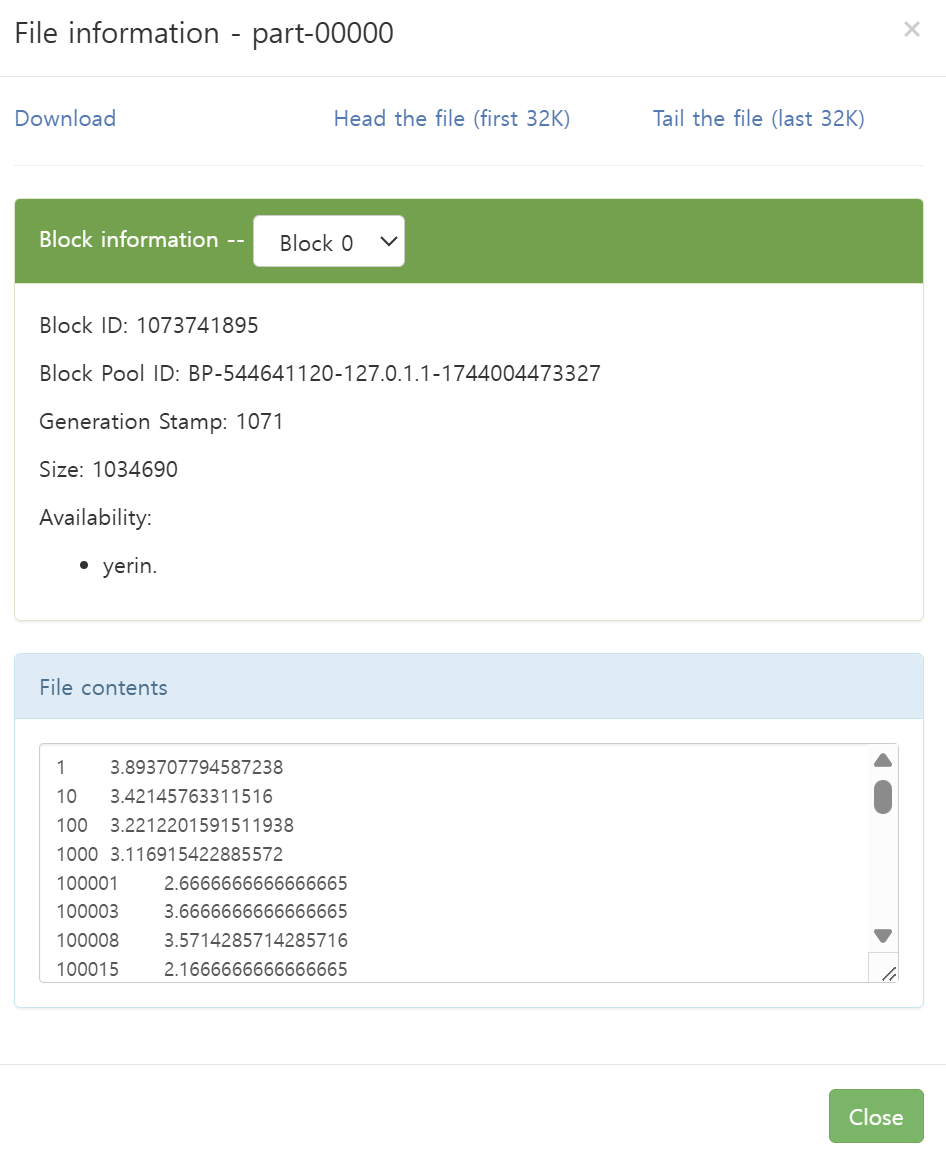 File information - part-00000
×
Download Head the file (first 32K) Tail the file (last 32K)
Block information -- Block 0
Block ID: 1073741895
Block Pool ID: BP-544641120-127.0.1.1-1744004473327
Generation Stamp: 1071
Size: 1034690
Availability:
• yerin.
File contents
1 3.893707794587238
10 3.42145763311516
100 3.2212201591511938
1000 3.116915422885572
100001 2.6666666666666665
100003 3.6666666666666665
100008 3.5714285714285716
100015 2.1666666666666665
Close